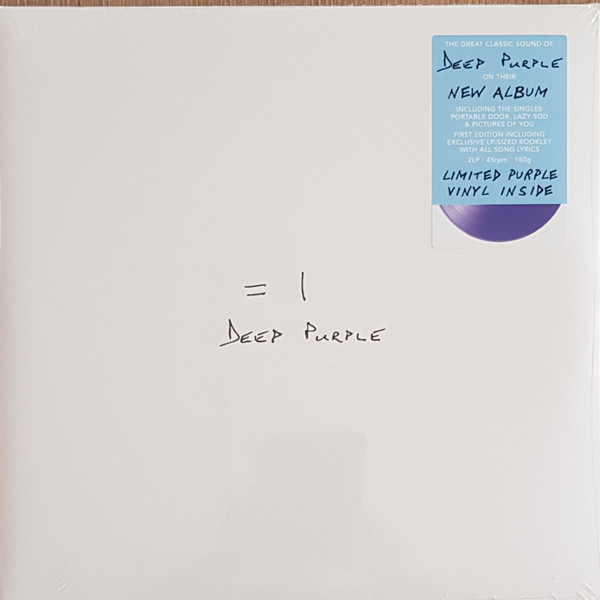 THE GREAT CLASSIC SOUND OF
DEEP PURPLE
ON THEIR
NEW ALBUM
INCLUDING THE SINGLES
PORTABLE DOOR, LAZY SOD
& PICTURES OF YOU
FIRST EDITION INCLUDING
EXCLUSIVE LP-SIZED BOOKLET
WITH ALL SONG LYRICS
2LP · 45rpm · 180g
LIMITED PURPLE
VINYL INSIDE
= 1
DEEP PURPLE